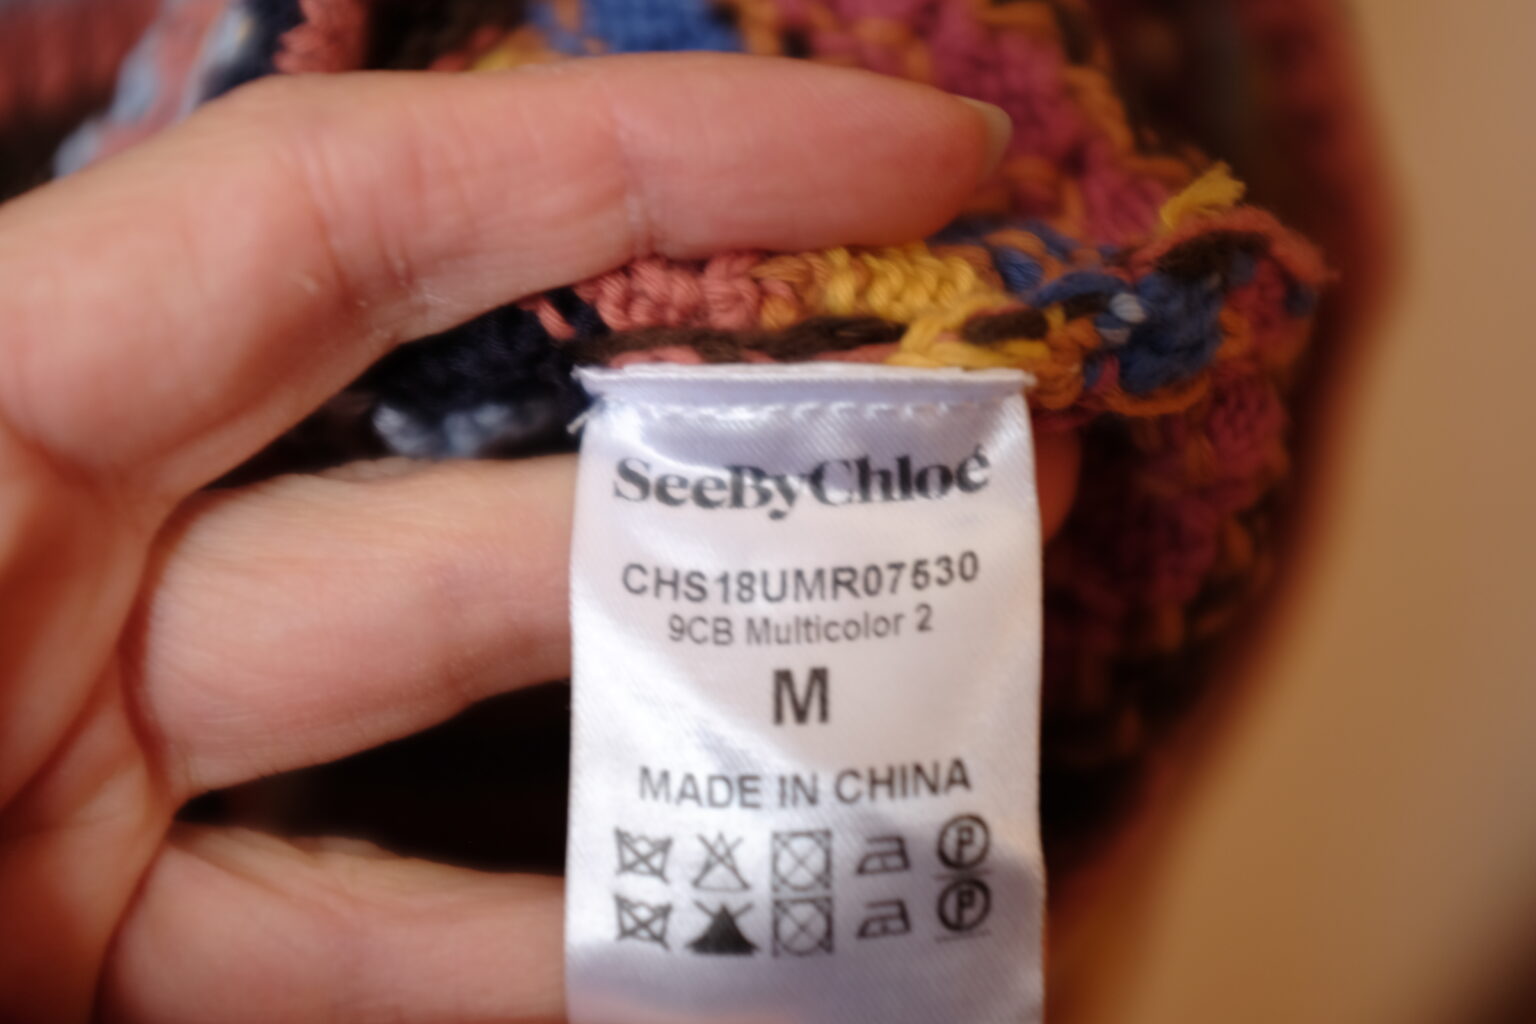 SeeByChloé
CHS18UMR07530
9CB Multicolor 2
M
MADE IN CHINA
P
P